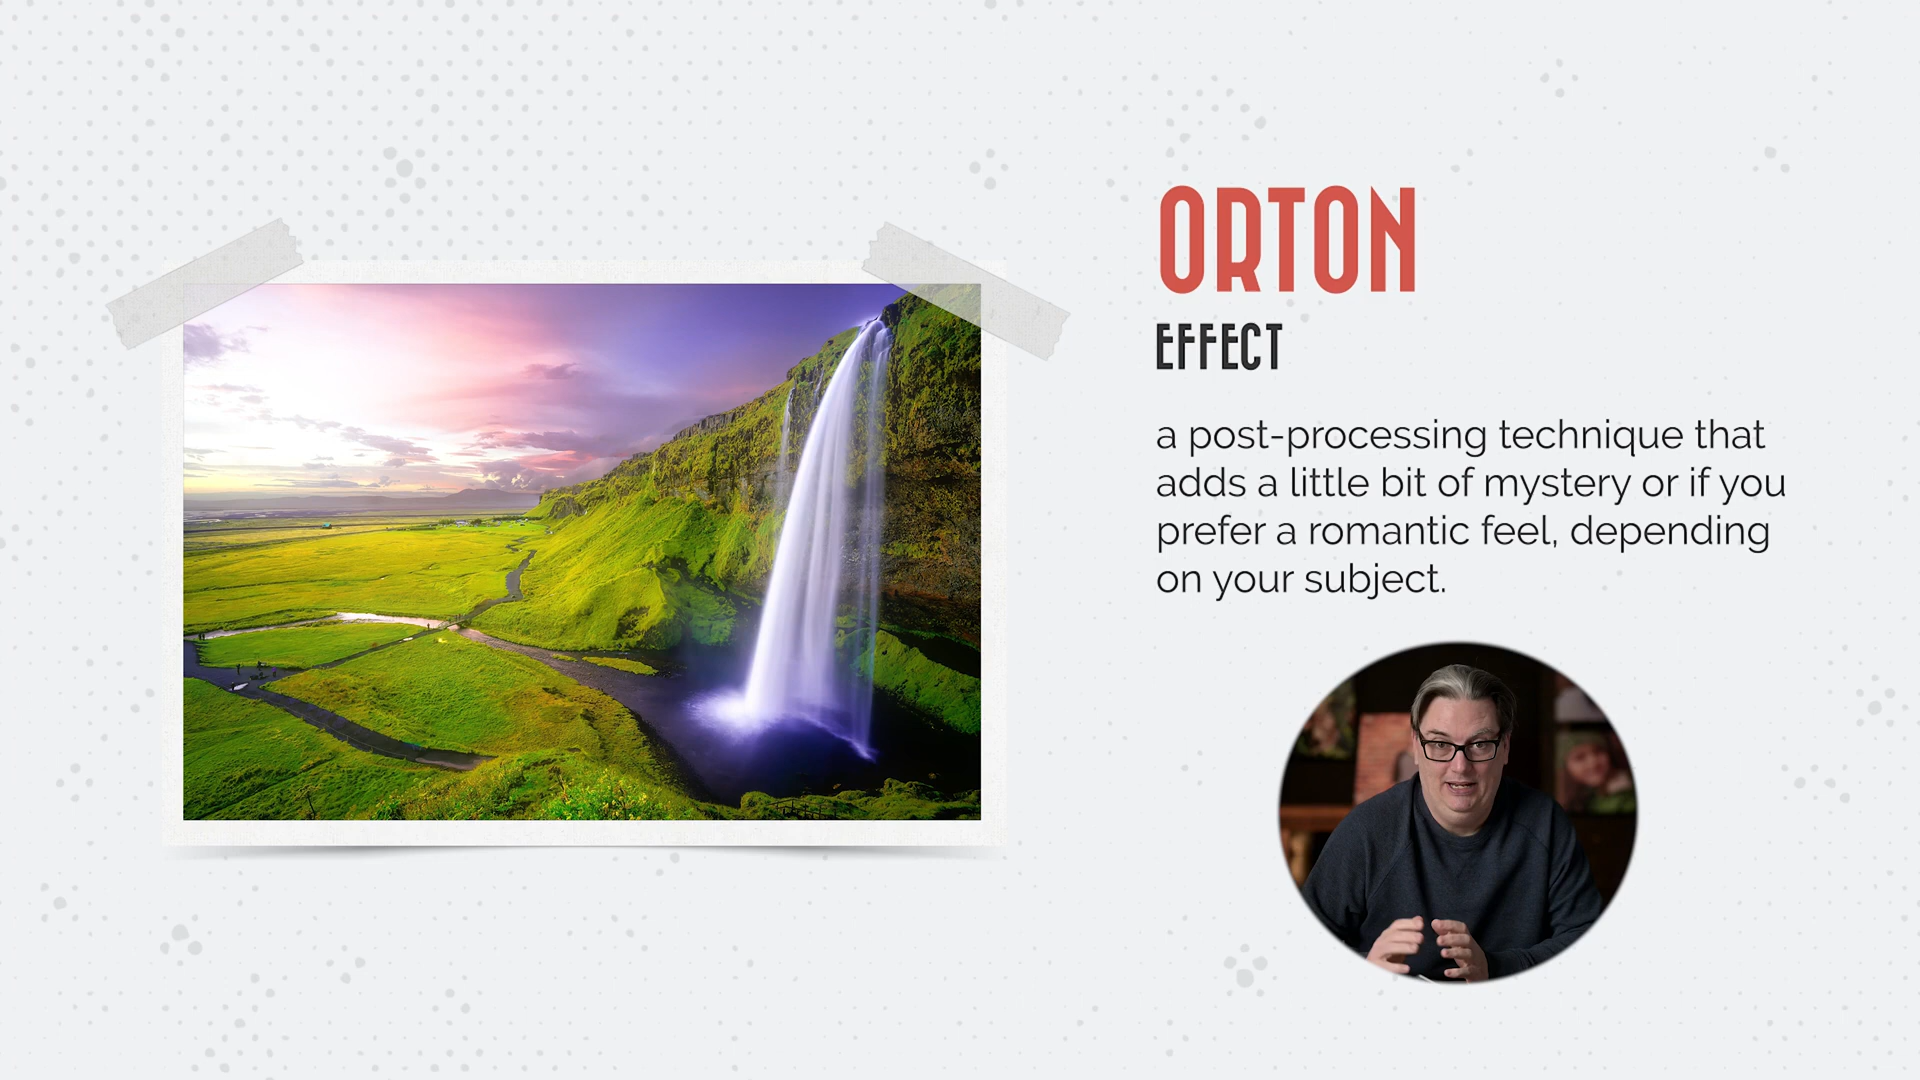 ORTON
EFFECT
a post-processing technique that
adds a little bit of mystery or if you
prefer a romantic feel, depending
on your subject.